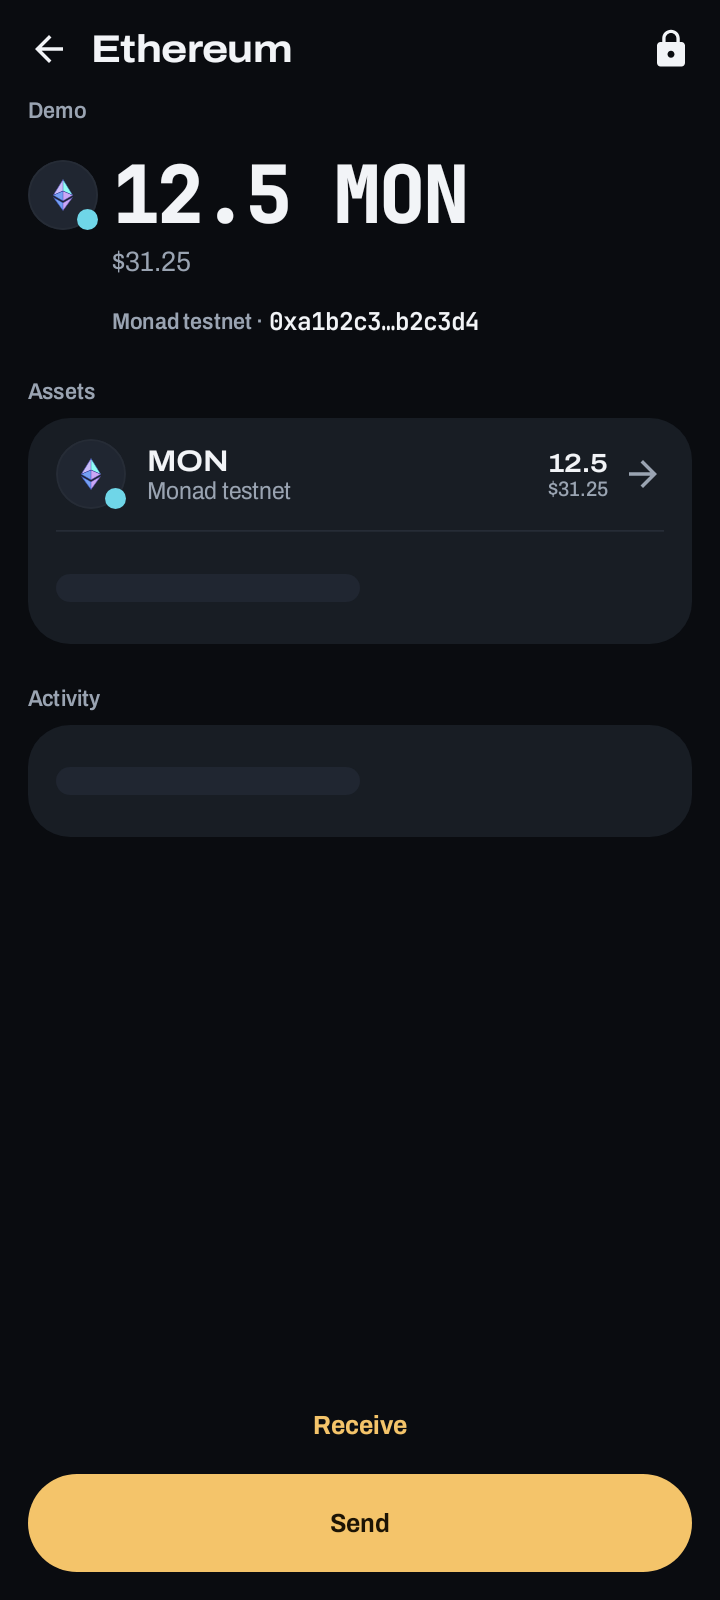 Ethereum
Demo
12.5 MON
$31.25
Monad testnet · 0xa1b2c3…b2c3d4
Assets
MON
12.5
Monad testnet
$31.25
Activity
Receive
Send